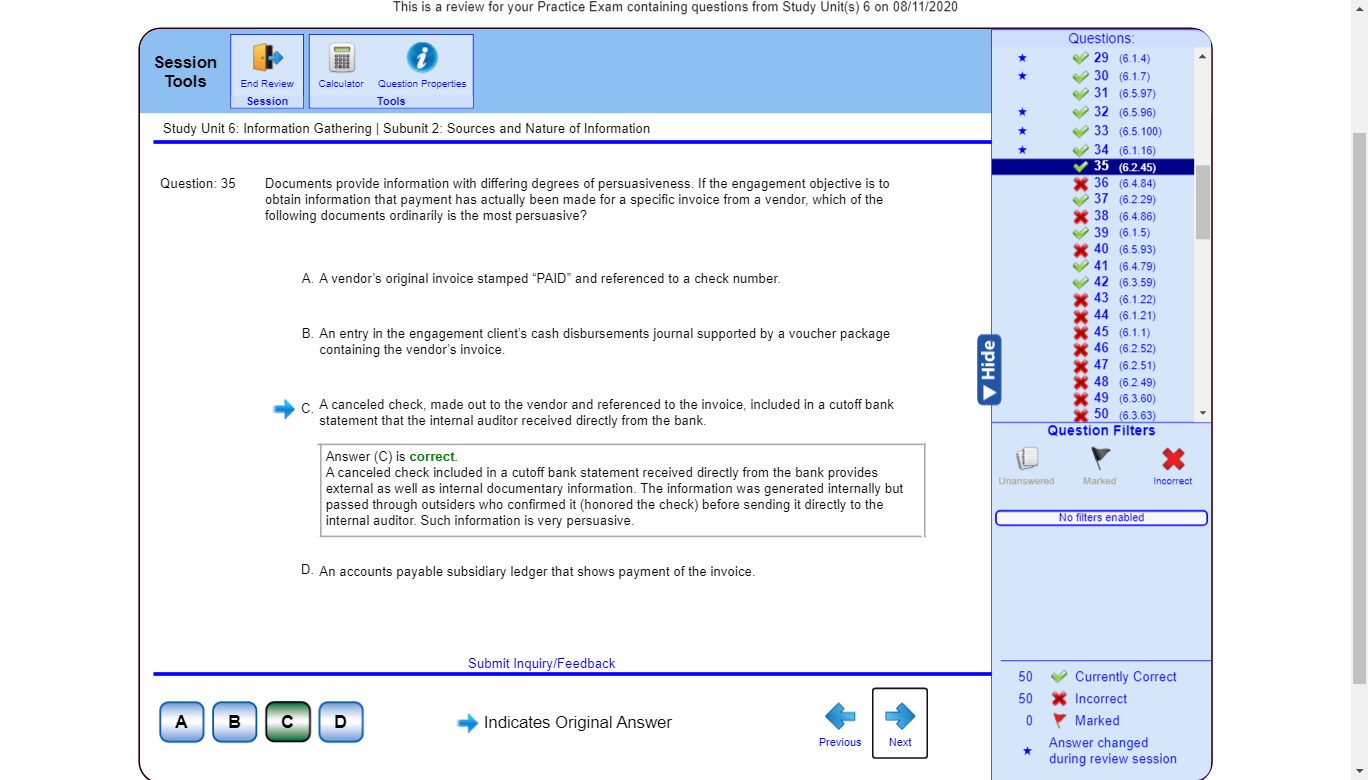 This is a review for your Practice Exam containing questions from Study Unit(s) 6 on 08/11/2020
Session
Tools
End Review
Session
Calculator
Question Properties
Tools
Study Unit 6: Information Gathering | Subunit 2: Sources and Nature of Information
Question: 35
Documents provide information with differing degrees of persuasiveness. If the engagement objective is to
obtain information that payment has actually been made for a specific invoice from a vendor, which of the
following documents ordinarily is the most persuasive?
A. A vendor's original invoice stamped “PAID” and referenced to a check number.
B. An entry in the engagement client's cash disbursements journal supported by a voucher package
containing the vendor's invoice.
C. A canceled check, made out to the vendor and referenced to the invoice, included in a cutoff bank
statement that the internal auditor received directly from the bank.
Answer (C) is correct.
A canceled check included in a cutoff bank statement received directly from the bank provides
external as well as internal documentary information. The information was generated internally but
passed through outsiders who confirmed it (honored the check) before sending it directly to the
internal auditor. Such information is very persuasive.
D. An accounts payable subsidiary ledger that shows payment of the invoice.
Submit Inquiry/Feedback
A
B
C
D
Indicates Original Answer
Previous
Next
Hide
Questions:
29 (6.1.4)
30 (6.1.7)
31 (6.5.97)
32 (6.5.96)
33 (6.5.100)
34 (6.1.16)
35 (6.2.45)
36 (6.4.84)
37 (6.2.29)
38 (6.4.86)
39 (6.1.5)
40 (6.5.93)
41 (6.4.79)
42 (6.3.59)
43 (6.1.22)
44 (6.1.21)
45 (6.1.1)
46 (6.2.52)
47 (6.2.51)
48 (6.2.49)
49 (6.3.60)
50 (6.3.63)
Question Filters
Unanswered
Marked
Incorrect
No filters enabled
50 Currently Correct
50 Incorrect
0 Marked
Answer changed
during review session